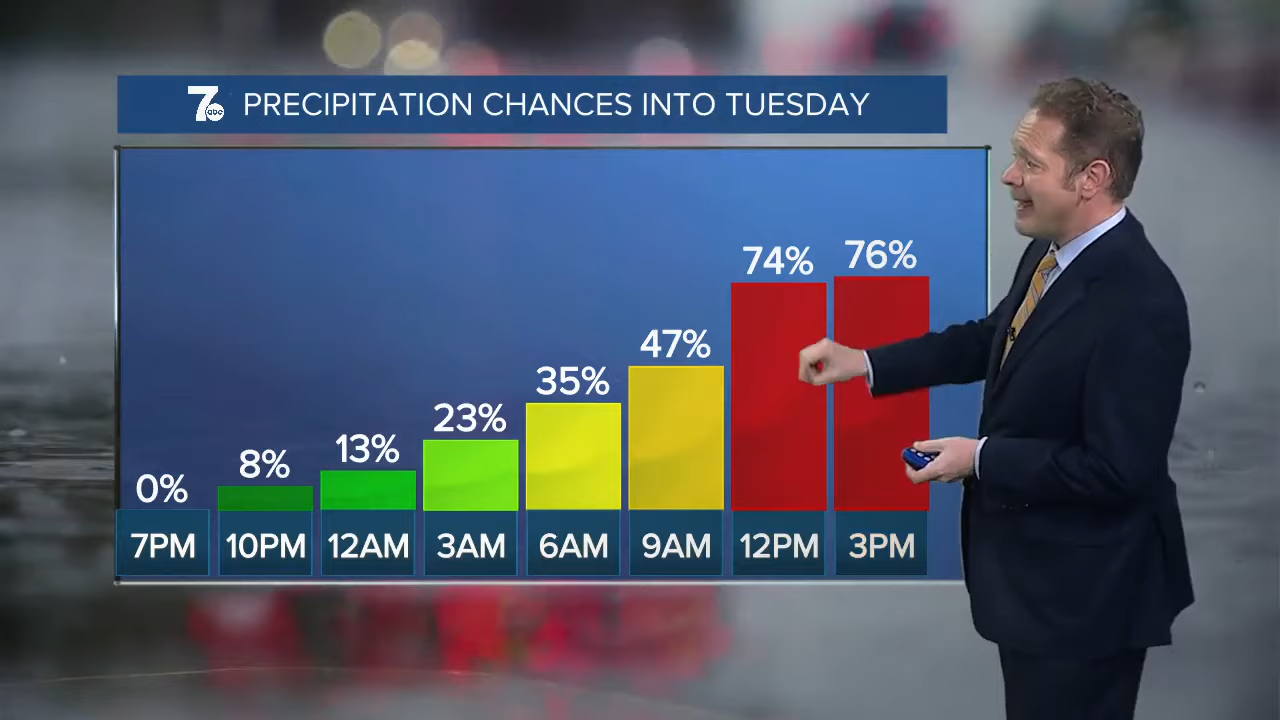 7 abc PRECIPITATION CHANCES INTO TUESDAY
0% 8% 13% 23% 35% 47% 74% 76%
7PM 10PM 12AM 3AM 6AM 9AM 12PM 3PM